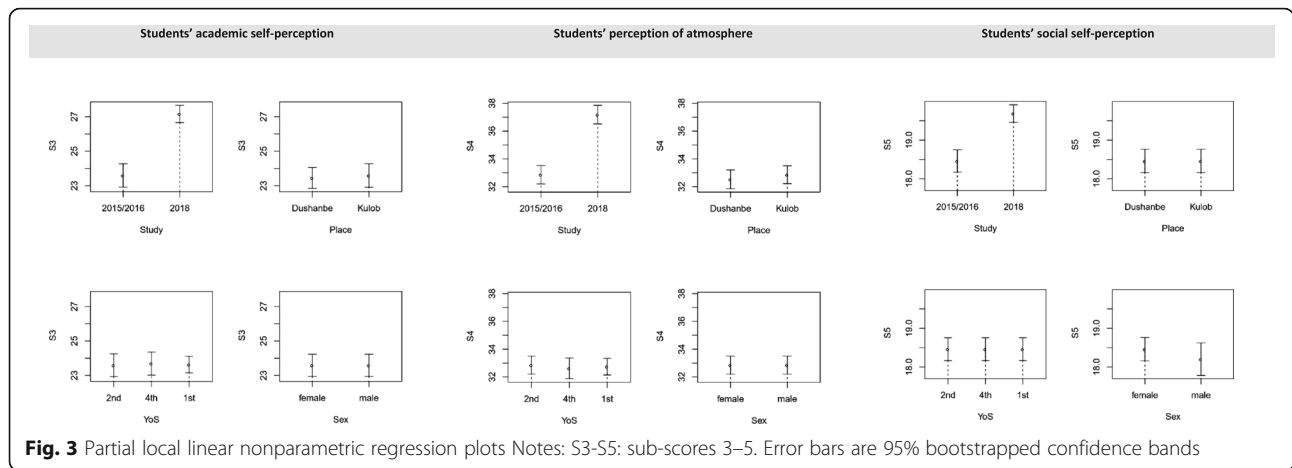 Students' academic self-perception
Students' perception of atmosphere
Students' social self-perception
S3
23 25 27
2015/2016 2018
Study
S3
23 25 27
Dushanbe Kulob
Place
S4
32 34 36 38
2015/2016 2018
Study
S4
32 34 36 38
Dushanbe Kulob
Place
S5
18.0 19.0
2015/2016 2018
Study
S5
18.0 19.0
Dushanbe Kulob
Place
S3
23 25 27
2nd 4th 1st
YoS
S3
23 25 27
female male
Sex
S4
32 34 36 38
2nd 4th 1st
YoS
S4
32 34 36 38
female male
Sex
S5
18.0 19.0
2nd 4th 1st
YoS
S5
18.0 19.0
female male
Sex
Fig. 3 Partial local linear nonparametric regression plots Notes: S3-S5: sub-scores 3–5. Error bars are 95% bootstrapped confidence bands